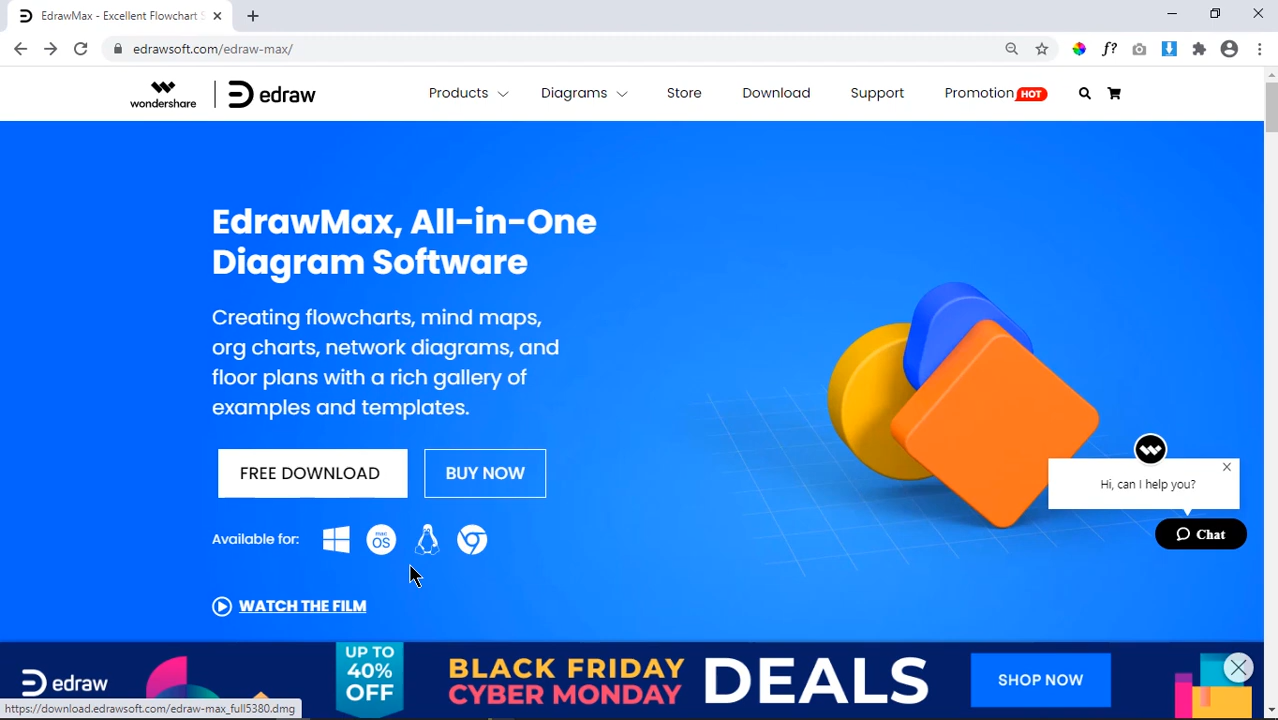 EdrawMax - Excellent Flowchart S
edrawsoft.com/edraw-max/
f?
wondershare
edraw
Products
Diagrams
Store
Download
Support
Promotion HOT
EdrawMax, All-in-One
Diagram Software
Creating flowcharts, mind maps,
org charts, network diagrams, and
floor plans with a rich gallery of
examples and templates.
FREE DOWNLOAD
BUY NOW
Hi, can I help you?
Chat
Available for:
mac
OS
WATCH THE FILM
edraw
UP TO
40%
OFF
BLACK FRIDAY
CYBER MONDAY
DEALS
SHOP NOW
https://download.edrawsoft.com/edraw-max_full5380.dmg